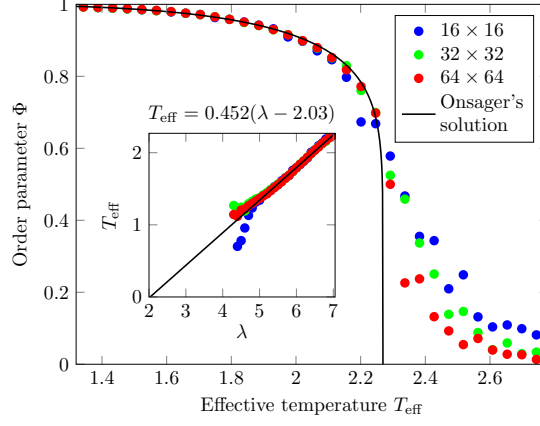 1
0.8
0.6
0.4
0.2
0
Order parameter Φ
16 × 16
32 × 32
64 × 64
Onsager's
solution
T_eff = 0.452(λ − 2.03)
2
1
0
T_eff
2 3 4 5 6 7
λ
1.4 1.6 1.8 2 2.2 2.4 2.6
Effective temperature T_eff